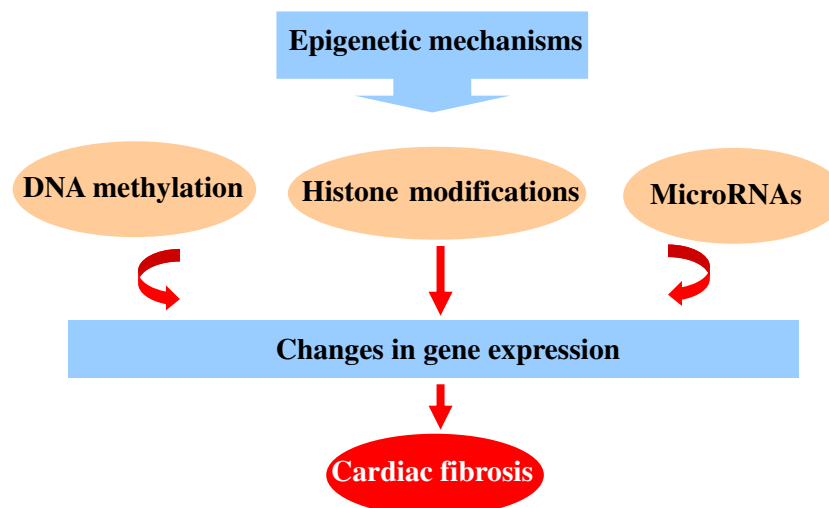 Epigenetic mechanisms
DNA methylation
Histone modifications
MicroRNAs
Changes in gene expression
Cardiac fibrosis